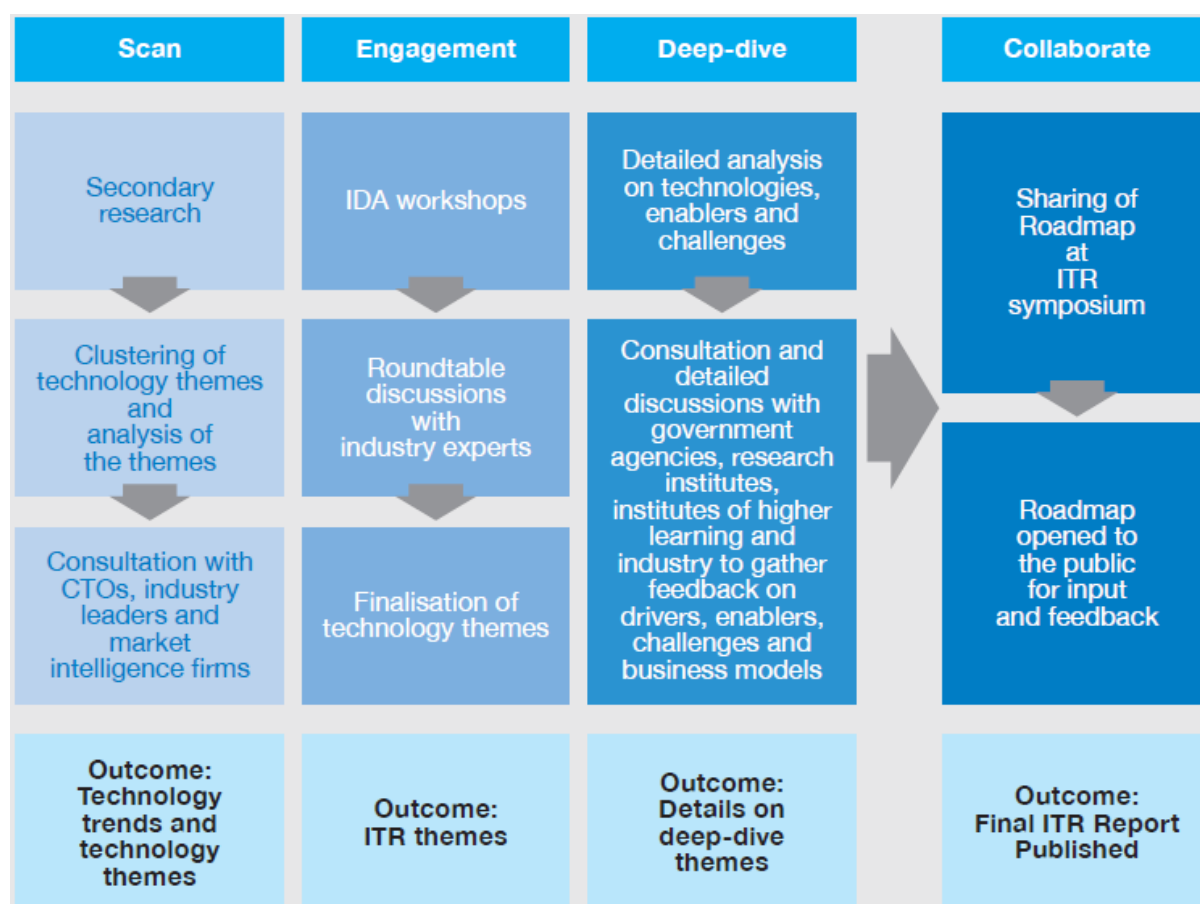 Scan
Secondary
research
Clustering of
technology themes
and
analysis of
the themes
Consultation with
CTOs, industry
leaders and
market
intelligence firms
Outcome:
Technology
trends and
technology
themes
Engagement
IDA workshops
Roundtable
discussions
with
industry experts
Finalisation of
technology themes
Outcome:
ITR themes
Deep-dive
Detailed analysis
on technologies,
enablers and
challenges
Consultation and
detailed
discussions with
government
agencies, research
institutes,
institutes of higher
learning and
industry to gather
feedback on
drivers, enablers,
challenges and
business models
Outcome:
Details on
deep-dive
themes
Collaborate
Sharing of
Roadmap
at
ITR
symposium
Roadmap
opened to
the public
for input
and feedback
Outcome:
Final ITR Report
Published